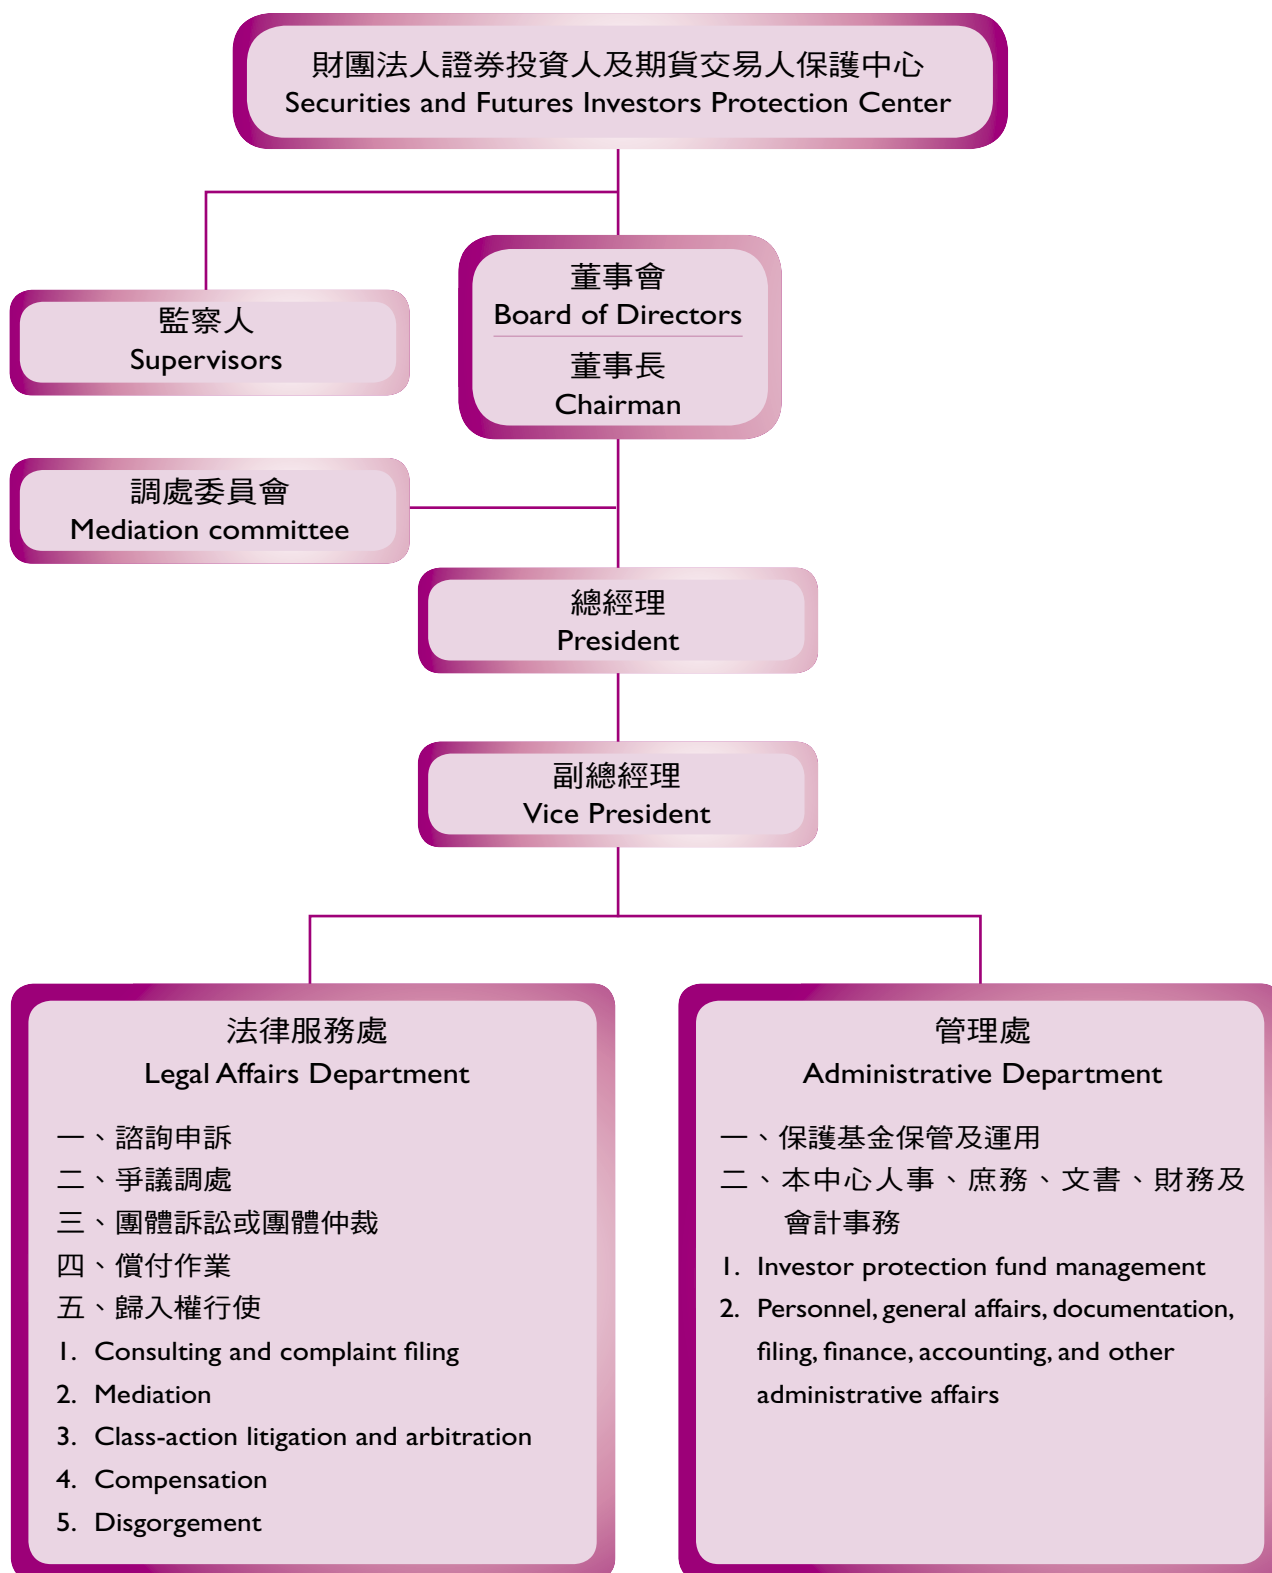 財團法人證券投資人及期貨交易人保護中心
Securities and Futures Investors Protection Center
董事會
Board of Directors
董事長
Chairman
監察人
Supervisors
調處委員會
Mediation committee
總經理
President
副總經理
Vice President
法律服務處
Legal Affairs Department
一、諮詢申訴
二、爭議調處
三、團體訴訟或團體仲裁
四、償付作業
五、歸入權行使
1. Consulting and complaint filing
2. Mediation
3. Class-action litigation and arbitration
4. Compensation
5. Disgorgement
管理處
Administrative Department
一、保護基金保管及運用
二、本中心人事、庶務、文書、財務及
會計事務
1. Investor protection fund management
2. Personnel, general affairs, documentation,
filing, finance, accounting, and other
administrative affairs